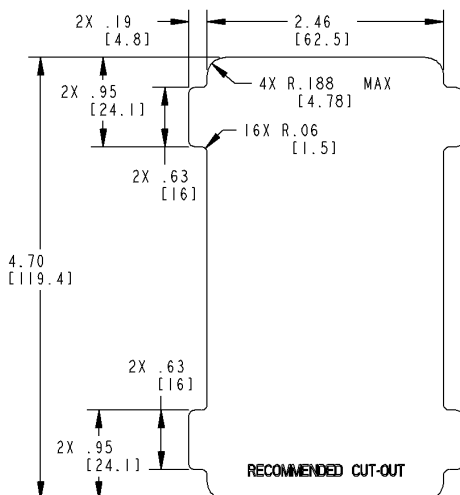 2X .19
[4.8]
2.46
[62.5]
2X .95
[24.1]
4X R.188 MAX
[4.78]
16X R.06
[1.5]
2X .63
[16]
4.70
[119.4]
2X .63
[16]
2X .95
[24.1]
RECOMMENDED CUT-OUT